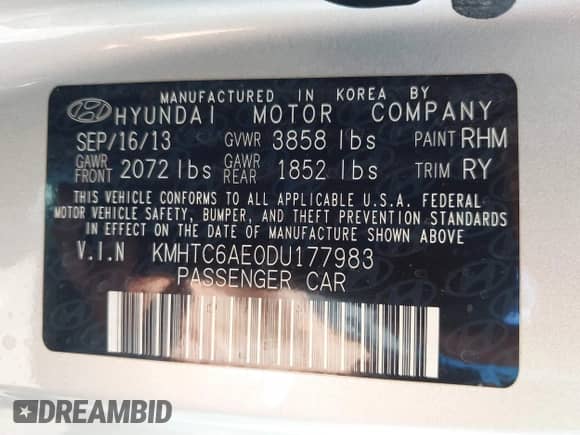 MANUFACTURED IN KOREA BY
HYUNDAI MOTOR COMPANY
SEP/16/13 GVWR 3858 lbs PAINT RHM
GAWR FRONT 2072 lbs GAWR REAR 1852 lbs TRIM RY
THIS VEHICLE CONFORMS TO ALL APPLICABLE U.S.A. FEDERAL
MOTOR VEHICLE SAFETY, BUMPER, AND THEFT PREVENTION STANDARDS
IN EFFECT ON THE DATE OF MANUFACTURE SHOWN ABOVE
V.I.N KMHTC6AE0DU177983
PASSENGER CAR
DREAMBID